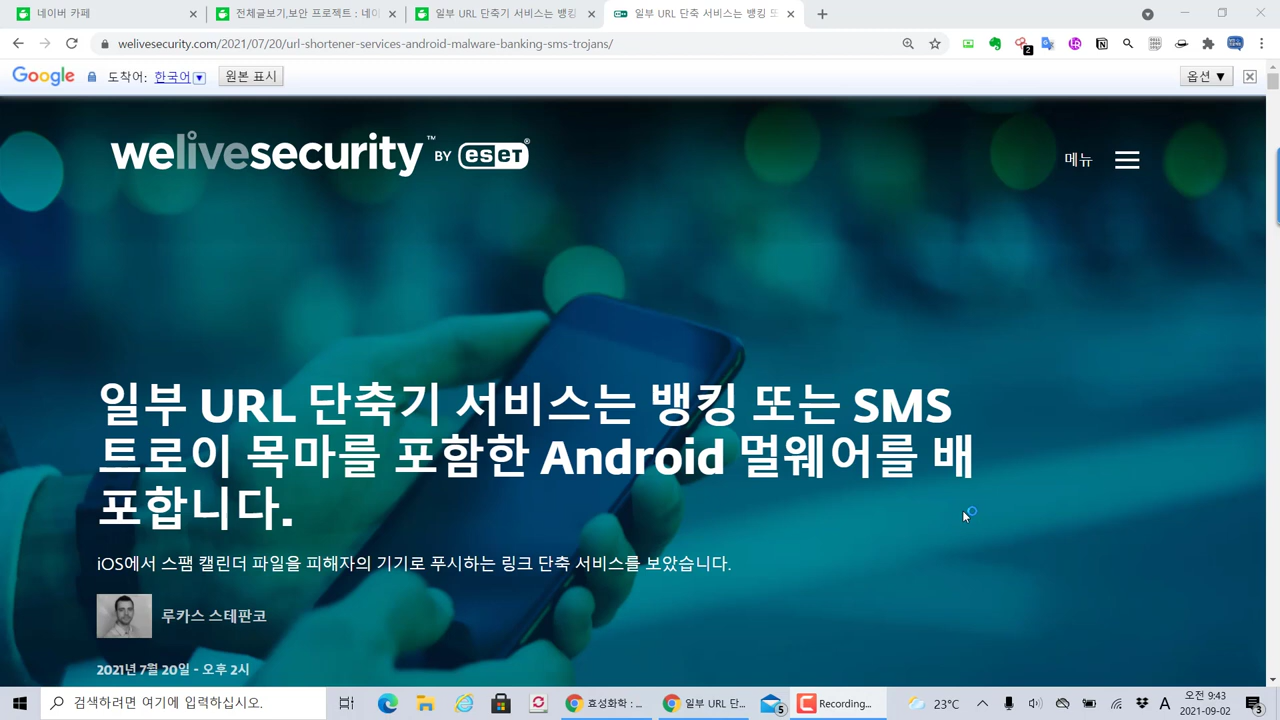 네이버 카페
전체글보기,보안 프로젝트 : 네이
일부 URL 단축기 서비스는 뱅킹
일부 URL 단축 서비스는 뱅킹 또
welivesecurity.com/2021/07/20/url-shortener-services-android-malware-banking-sms-trojans/
2
Google 도착어: 한국어▼ 원본 표시
옵션 ▼
welivesecurity™ BY eseT®
메뉴
일부 URL 단축기 서비스는 뱅킹 또는 SMS
트로이 목마를 포함한 Android 멀웨어를 배
포합니다.
iOS에서 스팸 캘린더 파일을 피해자의 기기로 푸시하는 링크 단축 서비스를 보았습니다.
루카스 스테판코
2021년 7월 20일 - 오후 2시
검색하려면 여기에 입력하십시오.
효성화학 : ...
일부 URL 단...
5
Recording...
23°C
A
오전 9:43
2021-09-02
3